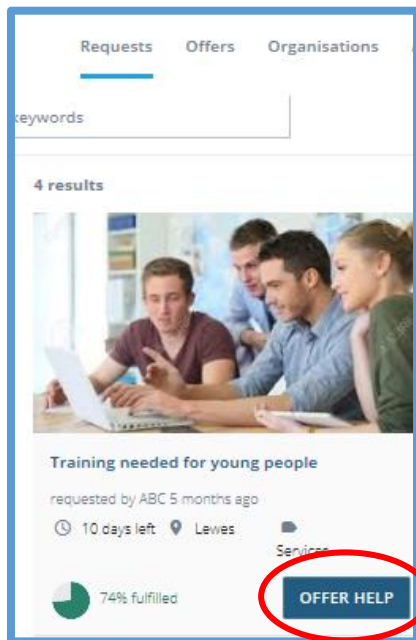 Requests Offers Organisations
keywords
4 results
Training needed for young people
requested by ABC 5 months ago
10 days left Lewes
Services
74% fulfilled OFFER HELP